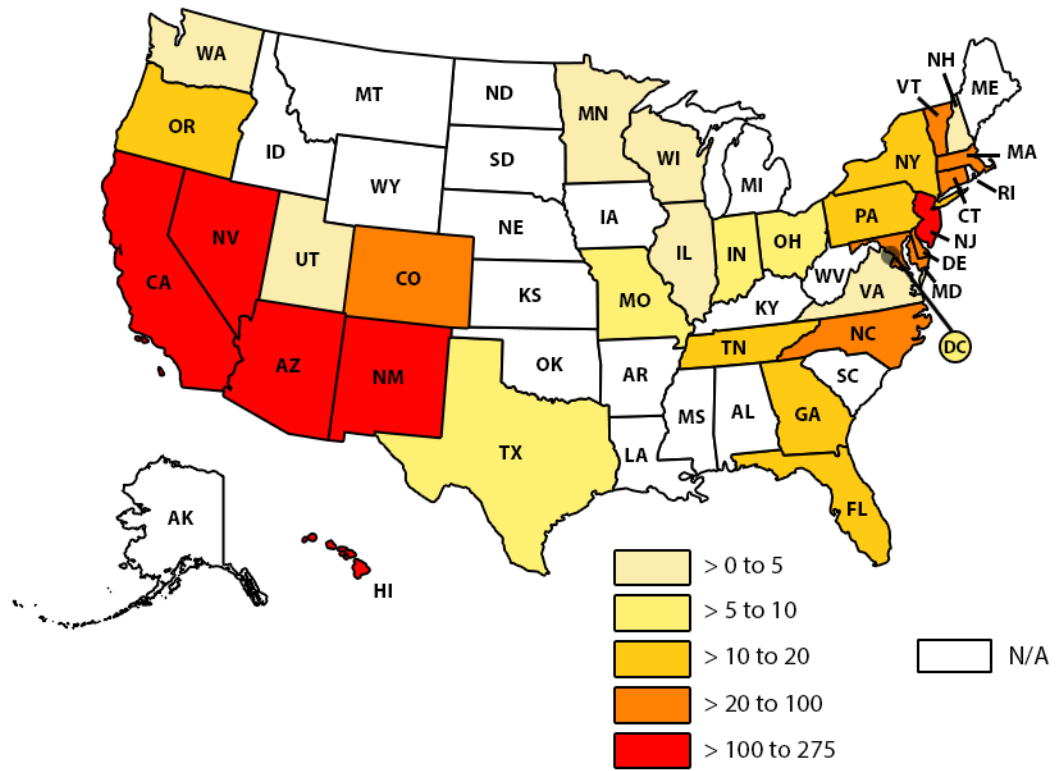 WA
MT
ND
MN
NH
VT
ME
OR
ID
SD
WI
MI
NY
MA
RI
CT
NJ
DE
MD
WY
IA
PA
NE
NV
UT
CO
IL
IN
OH
WV
VA
CA
KS
MO
KY
DC
AZ
NM
OK
TN
NC
AR
SC
MS
AL
GA
TX
LA
FL
AK
HI
> 0 to 5
> 5 to 10
> 10 to 20
> 20 to 100
> 100 to 275
N/A